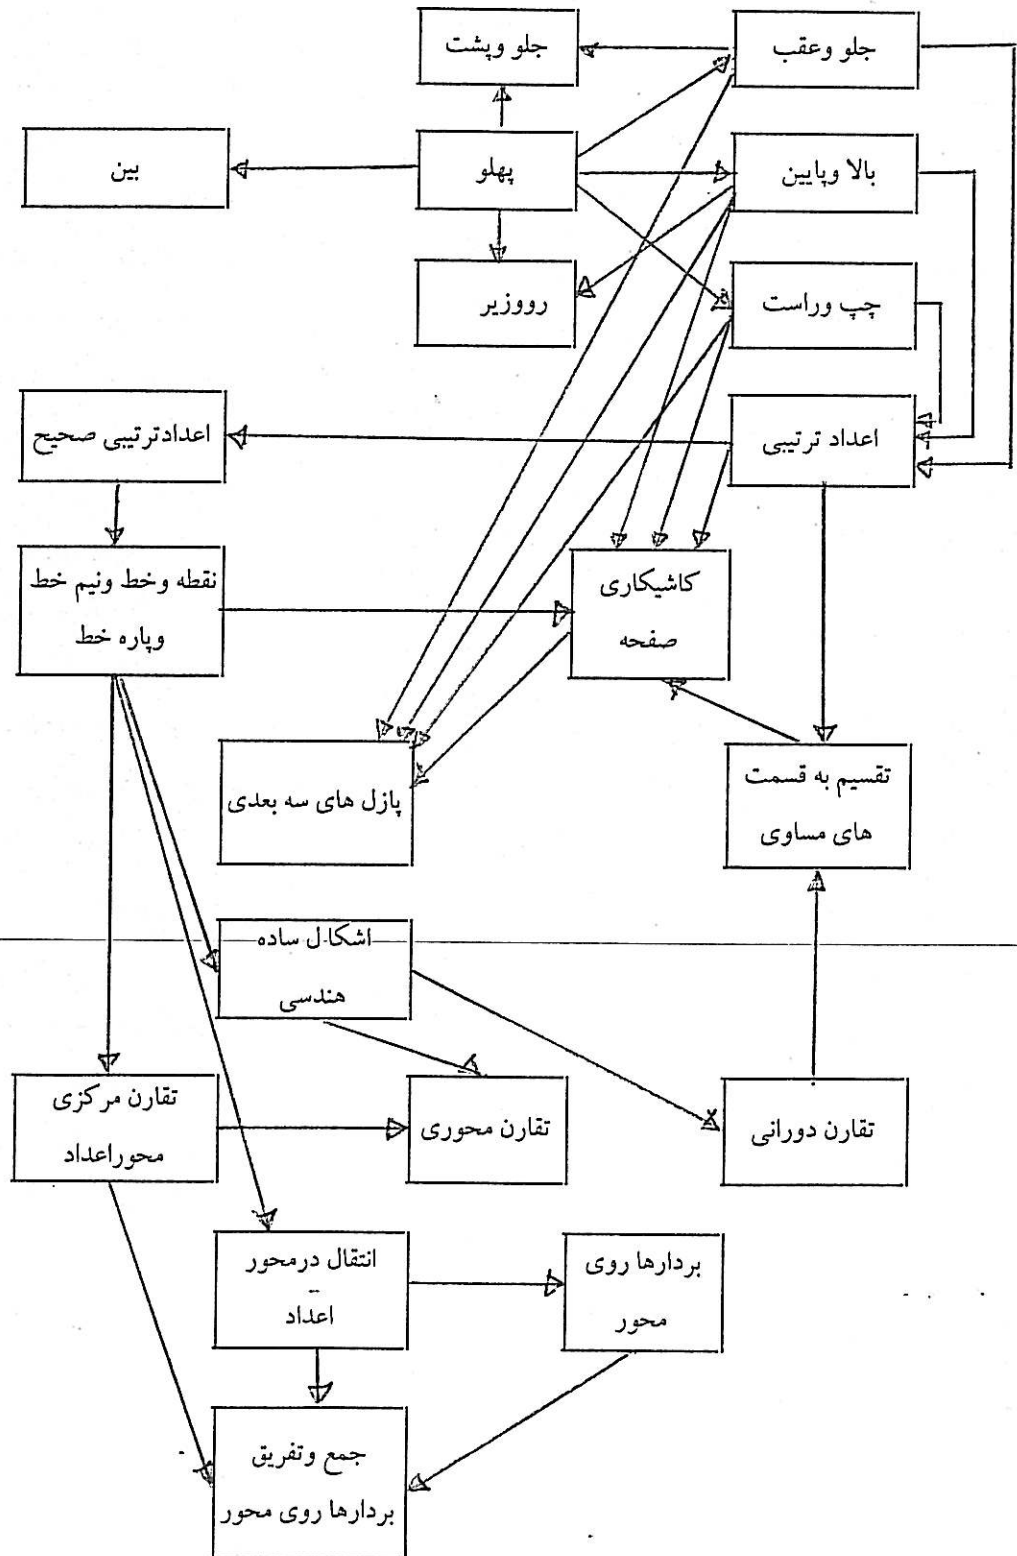 جلو وعقب
جلو وپشت
بالا وپایین
پهلو
بین
چپ وراست
رووزیر
اعداد ترتیبی
اعدادترتیبی صحیح
کاشیکاری
صفحه
نقطه وخط ونیم خط
وپاره خط
تقسیم به قسمت
های مساوی
پازل های سه بعدی
اشکال ساده
هندسی
تقارن دورانی
تقارن محوری
تقارن مرکزی
محوراعداد
بردارها روی
محور
انتقال درمحور
اعداد
جمع وتفریق
بردارها روی محور